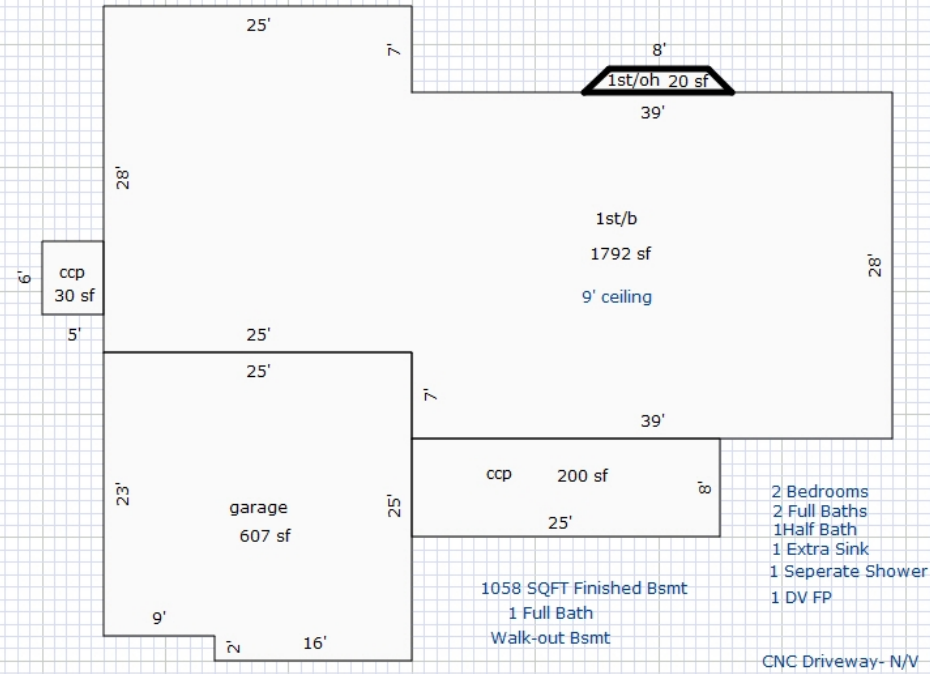 25'
7'
8'
1st/oh 20 sf
39'
28'
1st/b
1792 sf
28'
9' ceiling
6'
ccp
30 sf
5'
25'
25'
7'
39'
23'
garage
607 sf
25'
ccp 200 sf
8'
25'
2 Bedrooms
2 Full Baths
1Half Bath
1 Extra Sink
1 Seperate Shower
1 DV FP
1058 SQFT Finished Bsmt
1 Full Bath
Walk-out Bsmt
9'
2'
16'
CNC Driveway- N/V